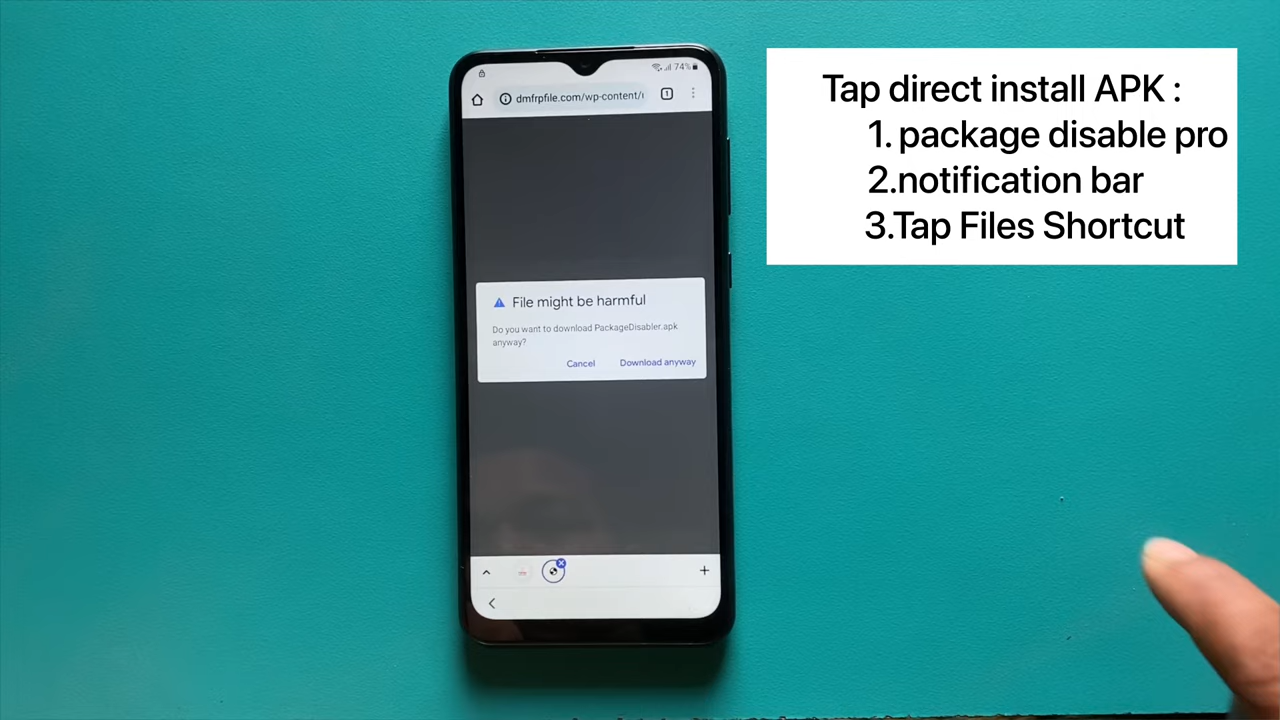 Tap direct install APK :
1. package disable pro
2.notification bar
3.Tap Files Shortcut
74%
dmfrpfile.com/wp-content/
File might be harmful
Do you want to download PackageDisabler.apk
anyway?
Cancel
Download anyway